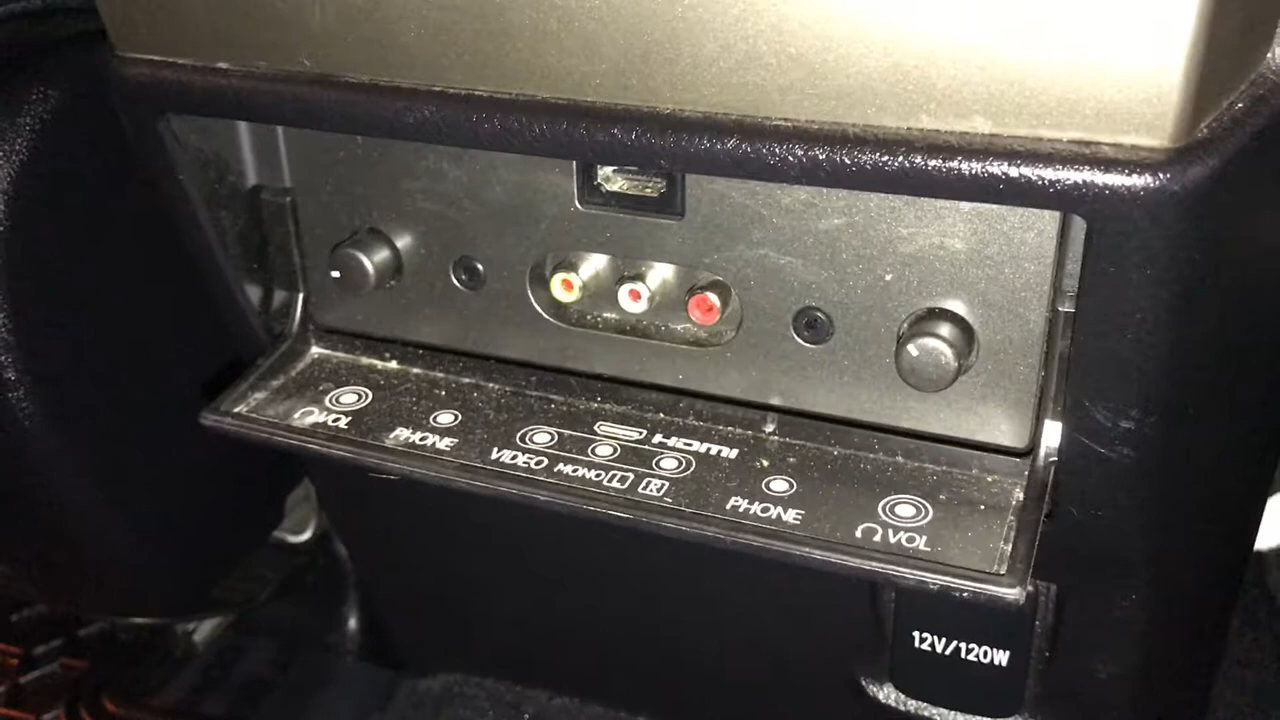 VOL
PHONE
VIDEO
MONO L R
HDMI
PHONE
VOL
12V/120W